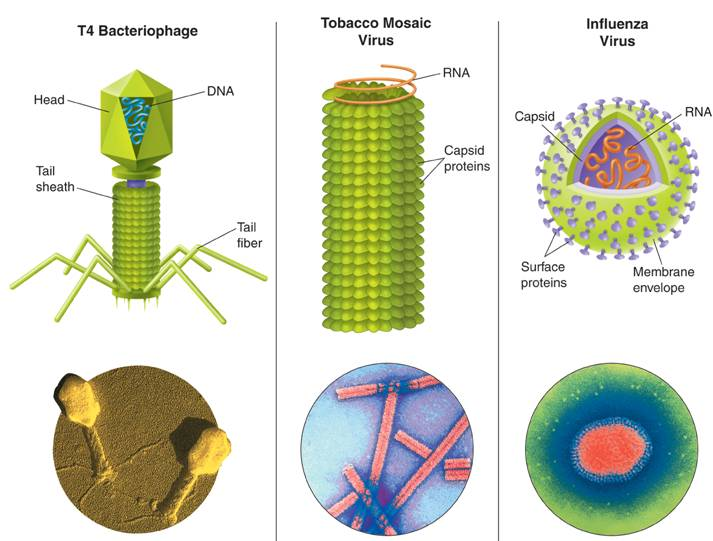 T4 Bacteriophage
Head
DNA
Tail
sheath
Tail
fiber
Tobacco Mosaic
Virus
RNA
Capsid
proteins
Influenza
Virus
Capsid
RNA
Surface
proteins
Membrane
envelope